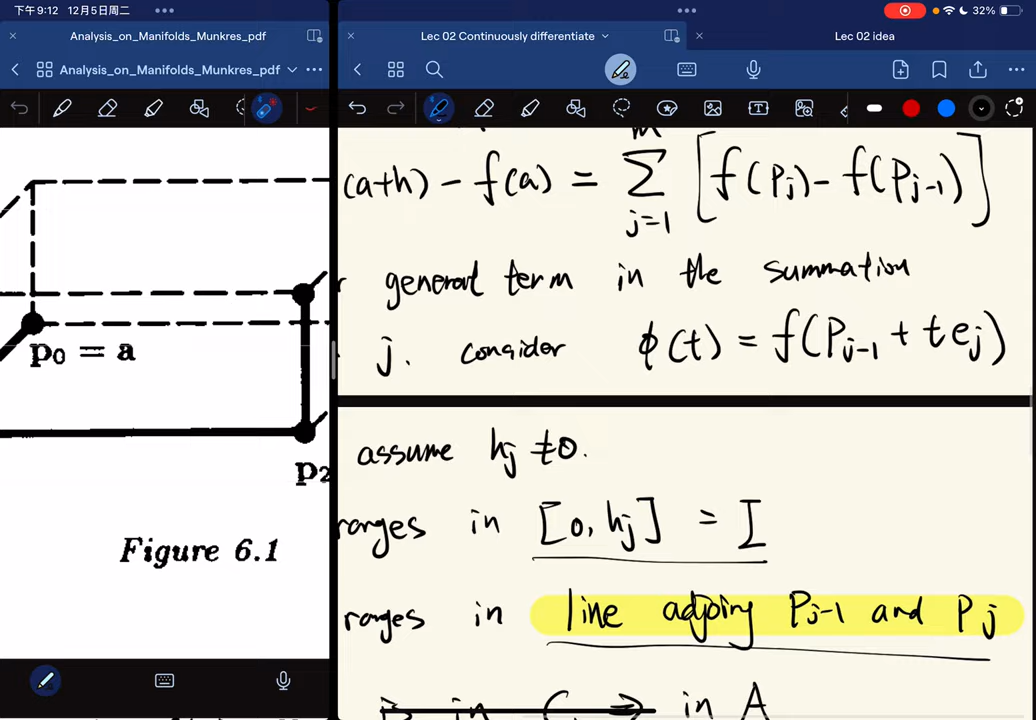 下午9:12 12月5日周二
32%
Analysis_on_Manifolds_Munkres_pdf
Lec 02 Continuously differentiate
Lec 02 idea
Analysis_on_Manifolds_Munkres_pdf
p₀ = a
p₂
Figure 6.1
m
(a+h) - f(a) = Σ [f(Pⱼ) - f(Pⱼ₋₁)]
j=1
general term in the summation
j. consider φ(t) = f(Pⱼ₋₁ + teⱼ)
assume hⱼ ≠ 0.
ranges in [0, hⱼ] = I
ranges in line adjoing Pⱼ₋₁ and Pⱼ
in A